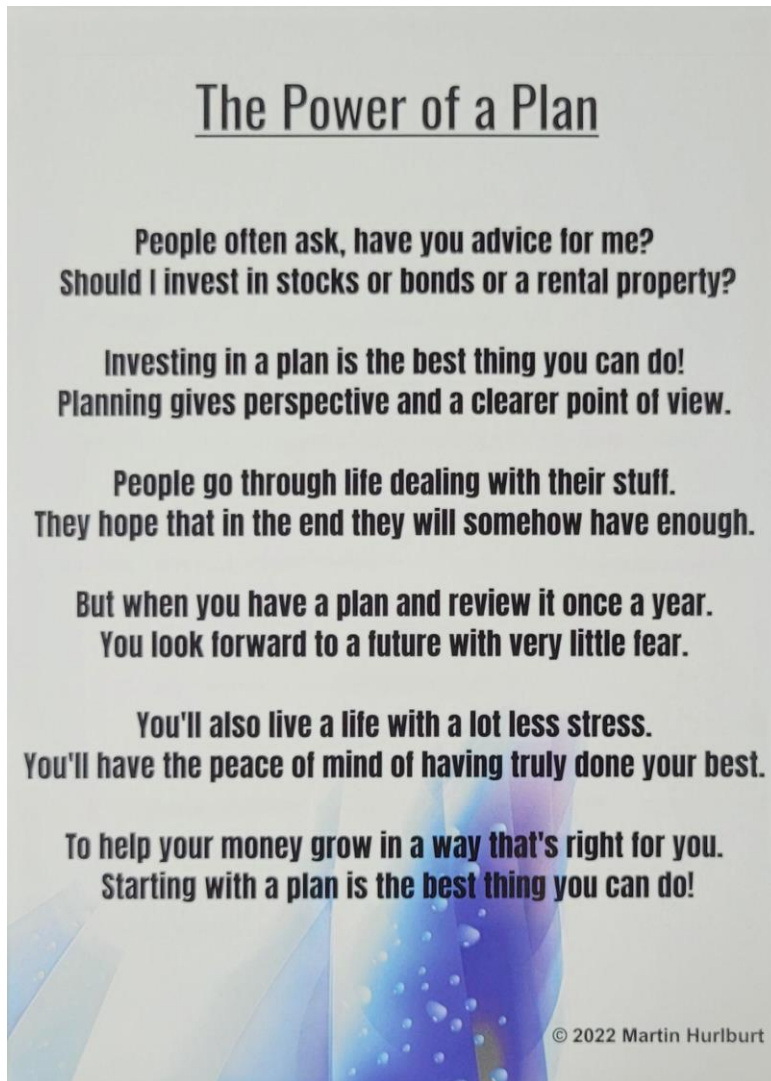 The Power of a Plan
People often ask, have you advice for me?
Should I invest in stocks or bonds or a rental property?
Investing in a plan is the best thing you can do!
Planning gives perspective and a clearer point of view.
People go through life dealing with their stuff.
They hope that in the end they will somehow have enough.
But when you have a plan and review it once a year.
You look forward to a future with very little fear.
You'll also live a life with a lot less stress.
You'll have the peace of mind of having truly done your best.
To help your money grow in a way that's right for you.
Starting with a plan is the best thing you can do!
© 2022 Martin Hurlburt